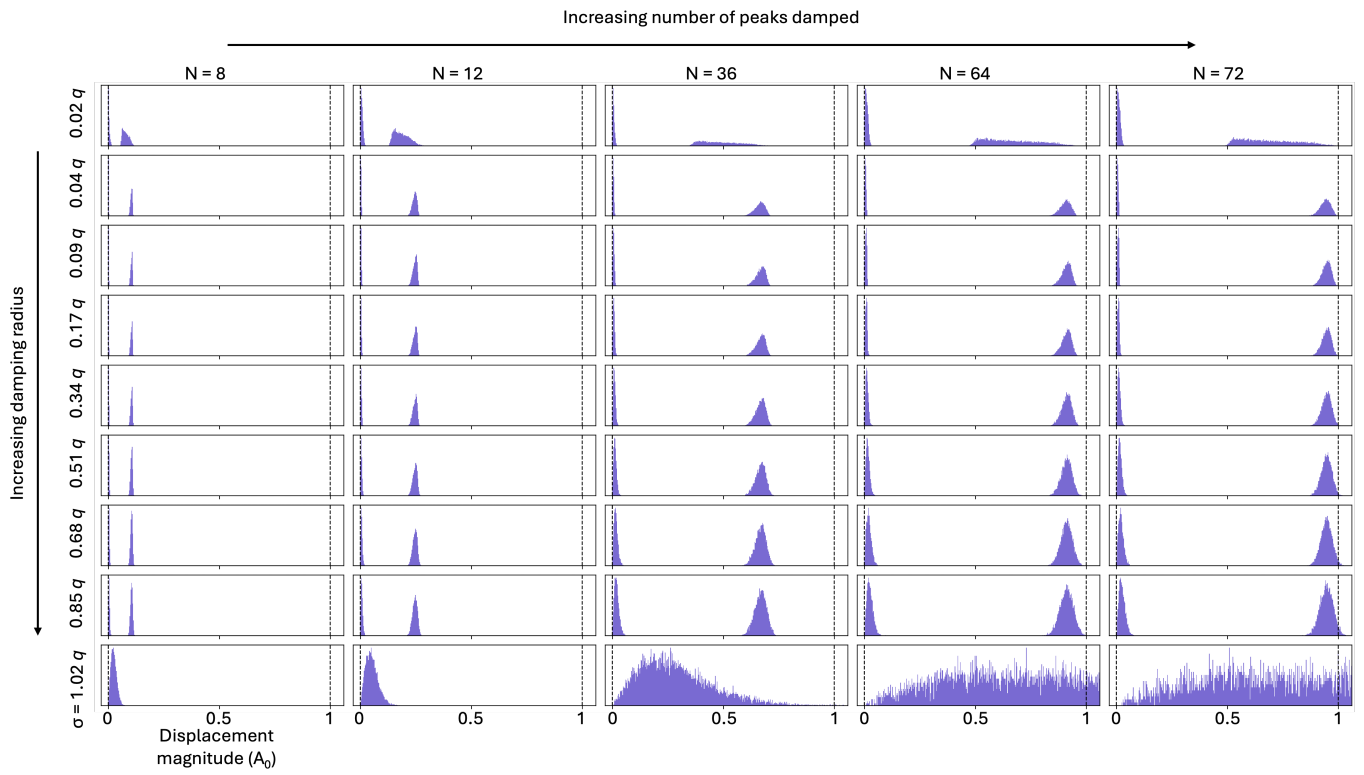 Increasing number of peaks damped
N = 8 N = 12 N = 36 N = 64 N = 72
Increasing damping radius
0.02 q
0.04 q
0.09 q
0.17 q
0.34 q
0.51 q
0.68 q
0.85 q
σ = 1.02 q
0 0.5 1 0 0.5 1 0 0.5 1 0 0.5 1 0 0.5 1
Displacement
magnitude (A₀)